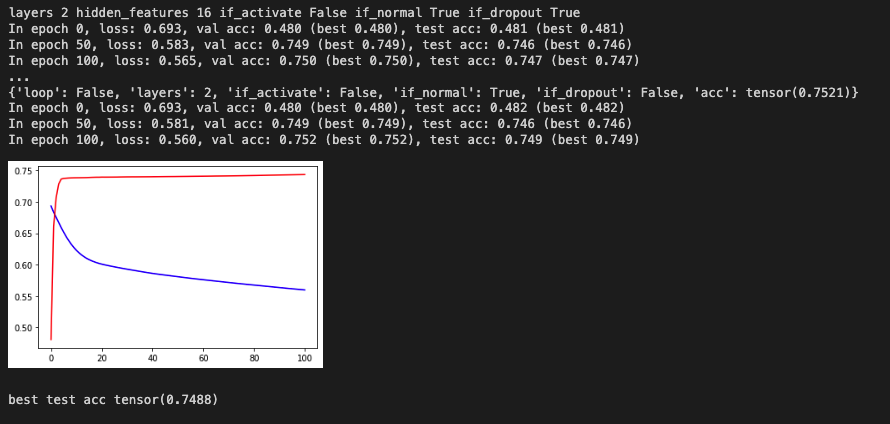 layers 2 hidden_features 16 if_activate False if_normal True if_dropout True
In epoch 0, loss: 0.693, val acc: 0.480 (best 0.480), test acc: 0.481 (best 0.481)
In epoch 50, loss: 0.583, val acc: 0.749 (best 0.749), test acc: 0.746 (best 0.746)
In epoch 100, loss: 0.565, val acc: 0.750 (best 0.750), test acc: 0.747 (best 0.747)
...
{'loop': False, 'layers': 2, 'if_activate': False, 'if_normal': True, 'if_dropout': False, 'acc': tensor(0.7521)}
In epoch 0, loss: 0.693, val acc: 0.480 (best 0.480), test acc: 0.482 (best 0.482)
In epoch 50, loss: 0.581, val acc: 0.749 (best 0.749), test acc: 0.746 (best 0.746)
In epoch 100, loss: 0.560, val acc: 0.752 (best 0.752), test acc: 0.749 (best 0.749)
0.75
0.70
0.65
0.60
0.55
0.50
0 20 40 60 80 100
best test acc tensor(0.7488)